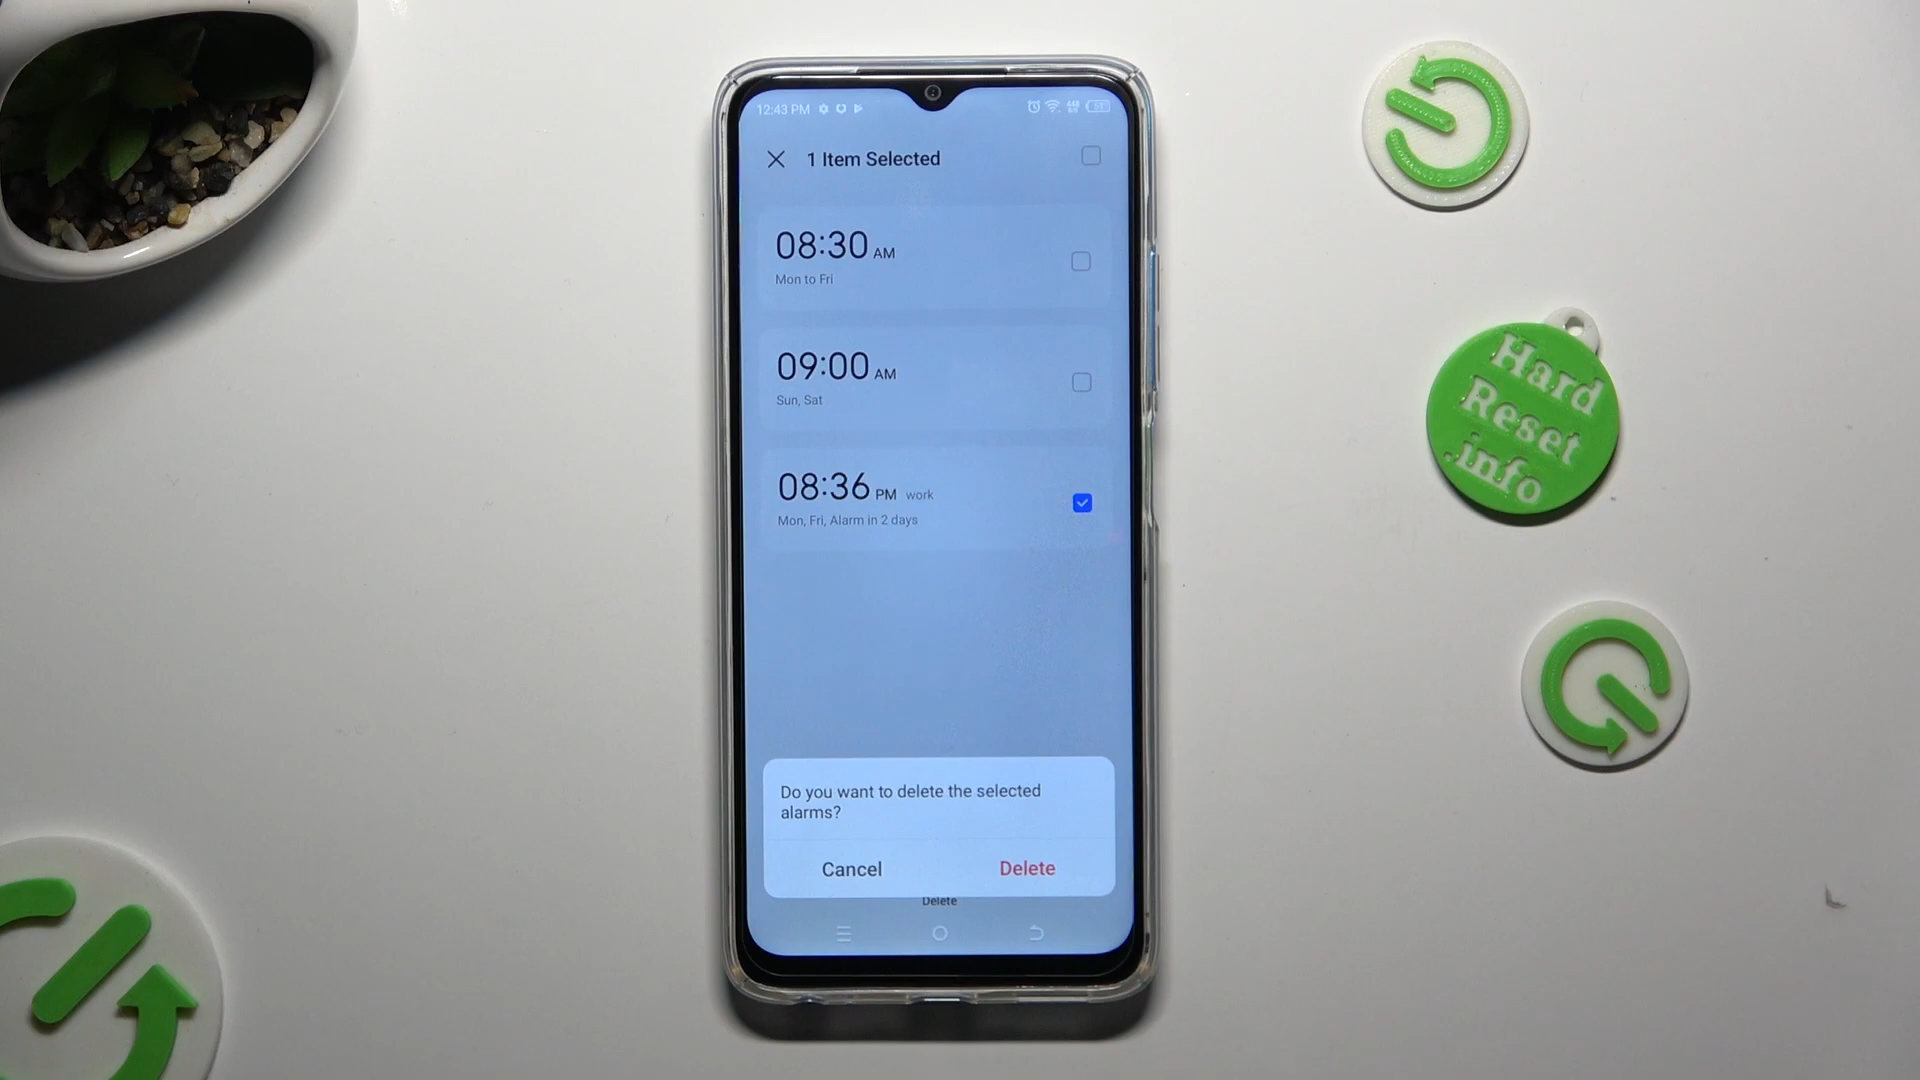 12:43 PM
51
1 Item Selected
08:30 AM
Mon to Fri
09:00 AM
Sun, Sat
08:36 PM work
Mon, Fri, Alarm in 2 days
Do you want to delete the selected
alarms?
Cancel Delete
Delete
Hard
Reset
.info